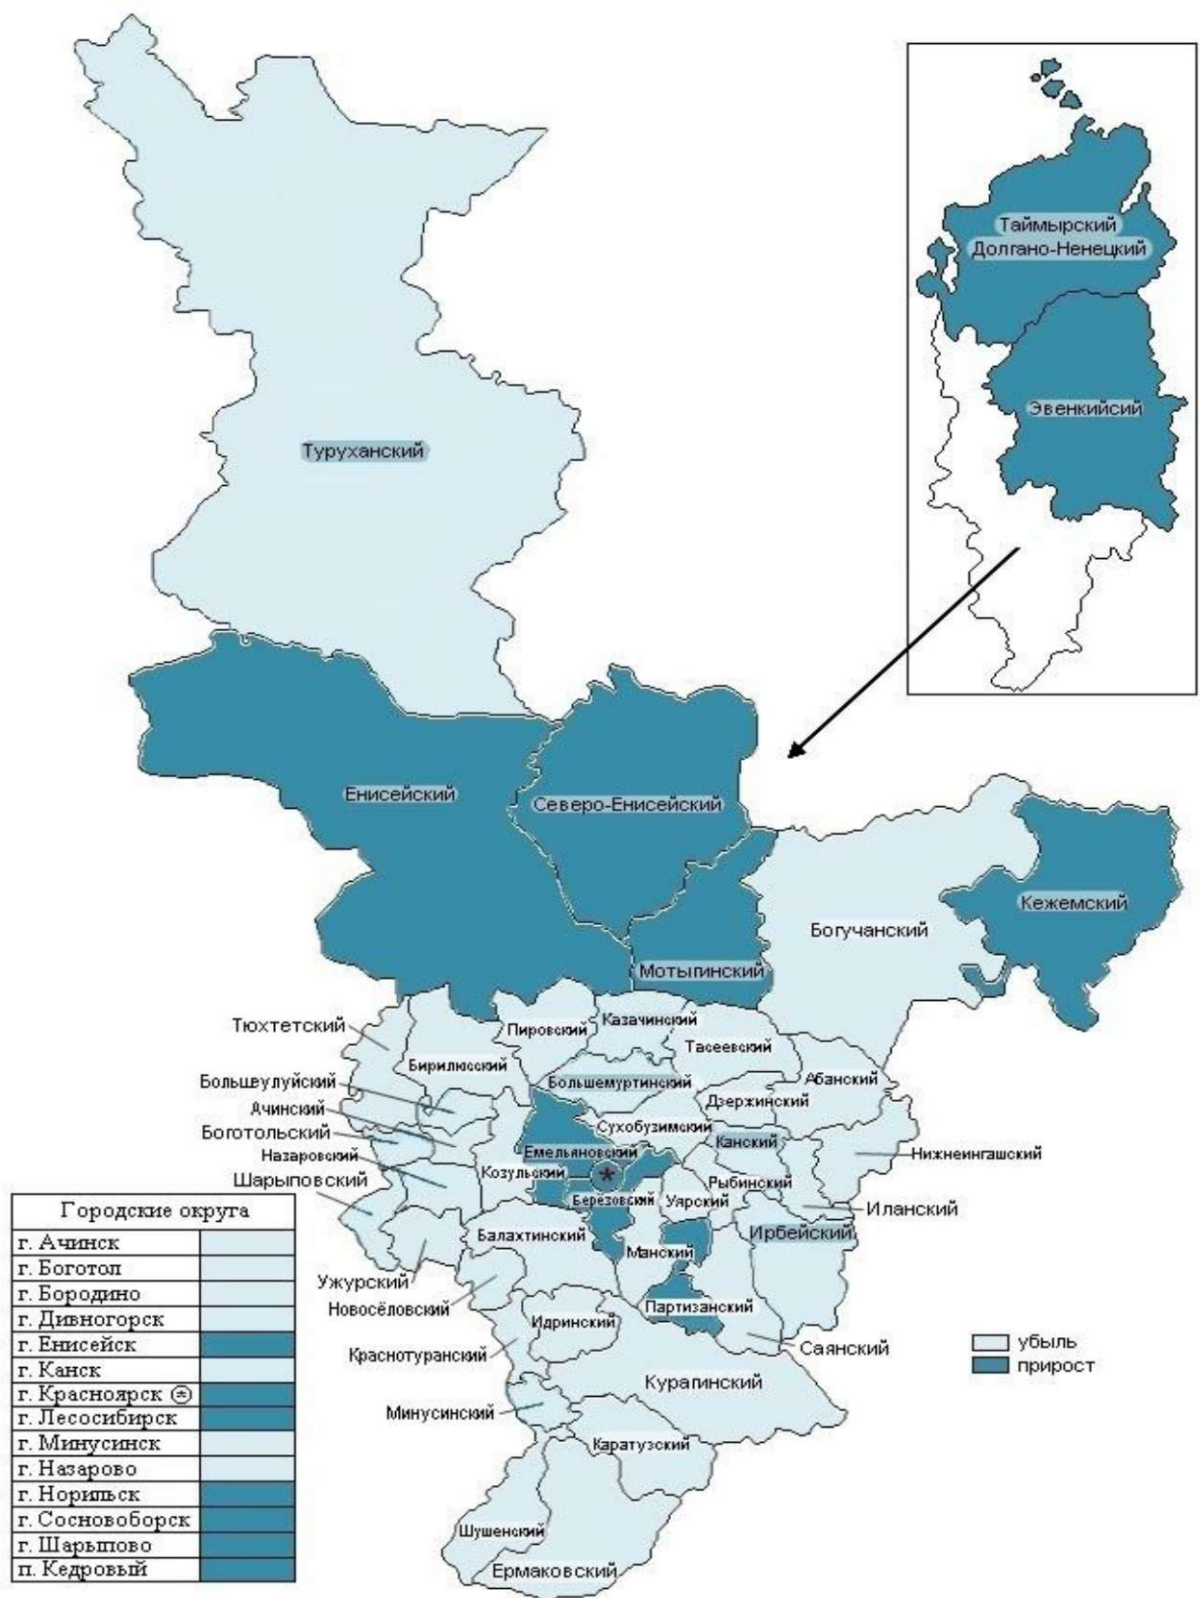 Таймырский
Долгано-Ненецкий
Эвенкийсий
Туруханский
Енисейский
Северо-Енисейский
Кежемский
Богучанский
Мотыгинский
Тюхтетский
Пировский
Казачинский
Тасеевский
Бирилюсский
Большемуртинский
Абанский
Большеулуйский
Дзержинский
Ачинский
Сухобузимский
Боготольский
Емельяновский
Канский
Нижнеингашский
Назаровский
Козульский
Рыбинский
Шарыповский
Берёзовский
Уярский
Иланский
Балахтинский
Манский
Ирбейский
Ужурский
Новосёловский
Партизанский
Идринский
Саянский
Краснотуранский
Курагинский
Минусинский
Каратузский
Шушенский
Ермаковский
Городские округа
г. Ачинск
г. Боготол
г. Бородино
г. Дивногорск
г. Енисейск
г. Канск
г. Красноярск
г. Лесосибирск
г. Минусинск
г. Назарово
г. Норильск
г. Сосновоборск
г. Шарыпово
п. Кедровый
убыль
прирост